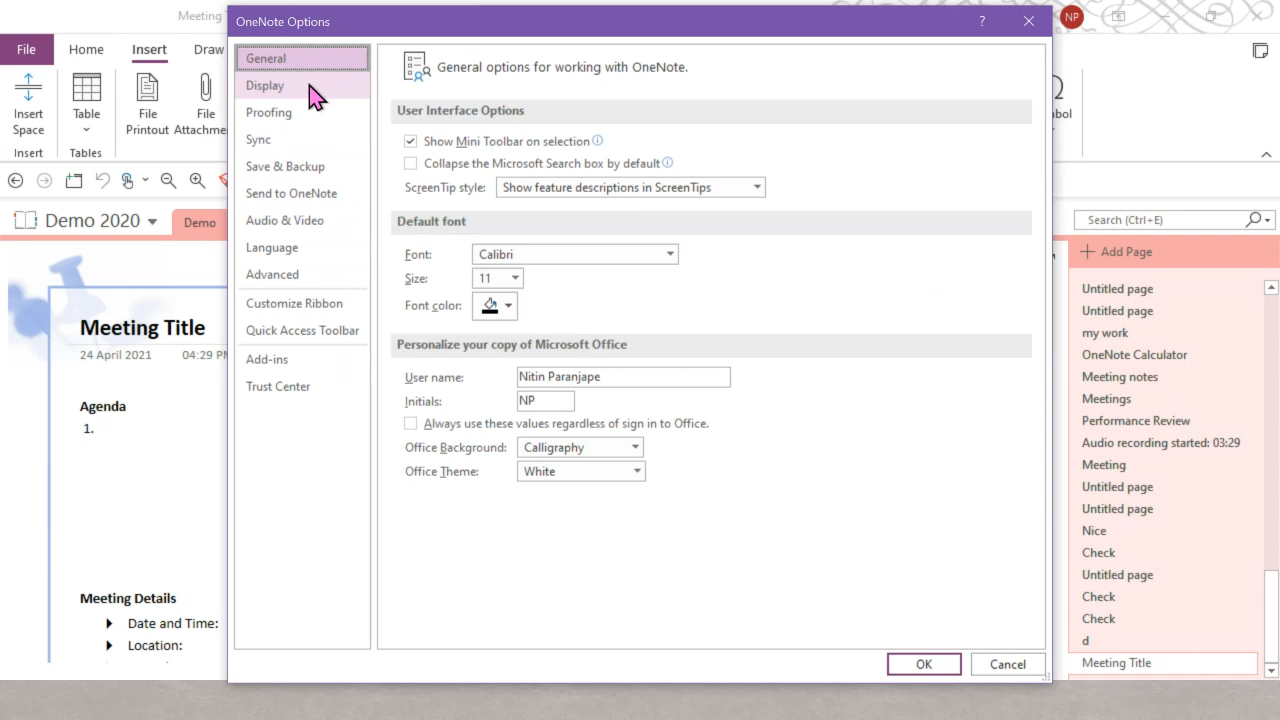 Meeting
OneNote Options
?
NP
File
Home
Insert
Draw
Insert Space
Table
File Printout
File
Insert
Tables
Demo 2020
Demo
Search (Ctrl+E)
Meeting Title
24 April 2021
Agenda
1.
Meeting Details
Date and Time:
Location:
General
Display
Proofing
Sync
Save & Backup
Send to OneNote
Audio & Video
Language
Advanced
Customize Ribbon
Quick Access Toolbar
Add-ins
Trust Center
General options for working with OneNote.
User Interface Options
Show Mini Toolbar on selection
Collapse the Microsoft Search box by default
ScreenTip style: Show feature descriptions in ScreenTips
Default font
Font: Calibri
Size: 11
Font color:
Personalize your copy of Microsoft Office
User name: Nitin Paranjape
Initials: NP
Always use these values regardless of sign in to Office.
Office Background: Calligraphy
Office Theme: White
OK
Cancel
Add Page
Untitled page
Untitled page
my work
OneNote Calculator
Meeting notes
Meetings
Performance Review
Audio recording started: 03:29
Meeting
Untitled page
Untitled page
Nice
Check
Untitled page
Check
Check
d
Meeting Title